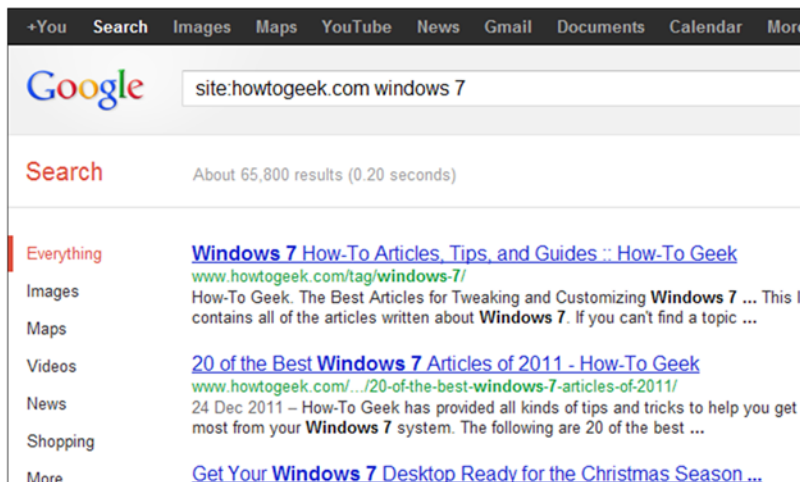 +You Search Images Maps YouTube News Gmail Documents Calendar More
Google
site:howtogeek.com windows 7
Search
About 65,800 results (0.20 seconds)
Everything
Images
Maps
Videos
News
Shopping
More
Windows 7 How-To Articles, Tips, and Guides :: How-To Geek
www.howtogeek.com/tag/windows-7/
How-To Geek. The Best Articles for Tweaking and Customizing Windows 7 ... This
contains all of the articles written about Windows 7. If you can't find a topic ...
20 of the Best Windows 7 Articles of 2011 - How-To Geek
www.howtogeek.com/.../20-of-the-best-windows-7-articles-of-2011/
24 Dec 2011 – How-To Geek has provided all kinds of tips and tricks to help you get
most from your Windows 7 system. The following are 20 of the best ...
Get Your Windows 7 Desktop Ready for the Christmas Season ...